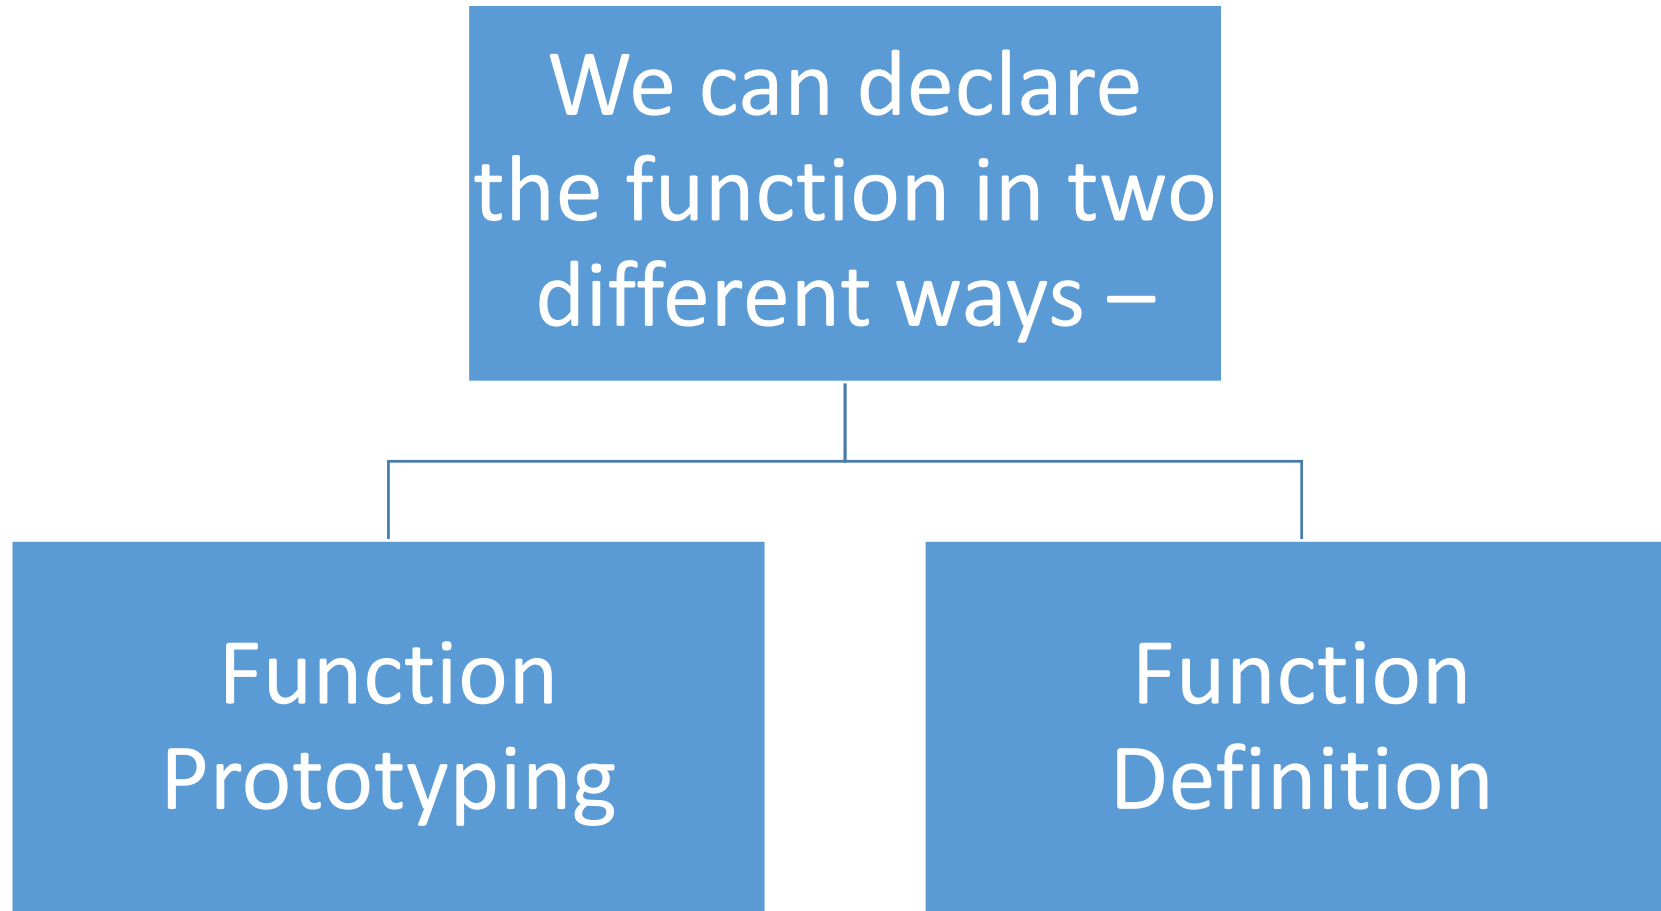 We can declare
the function in two
different ways –
Function
Prototyping
Function
Definition